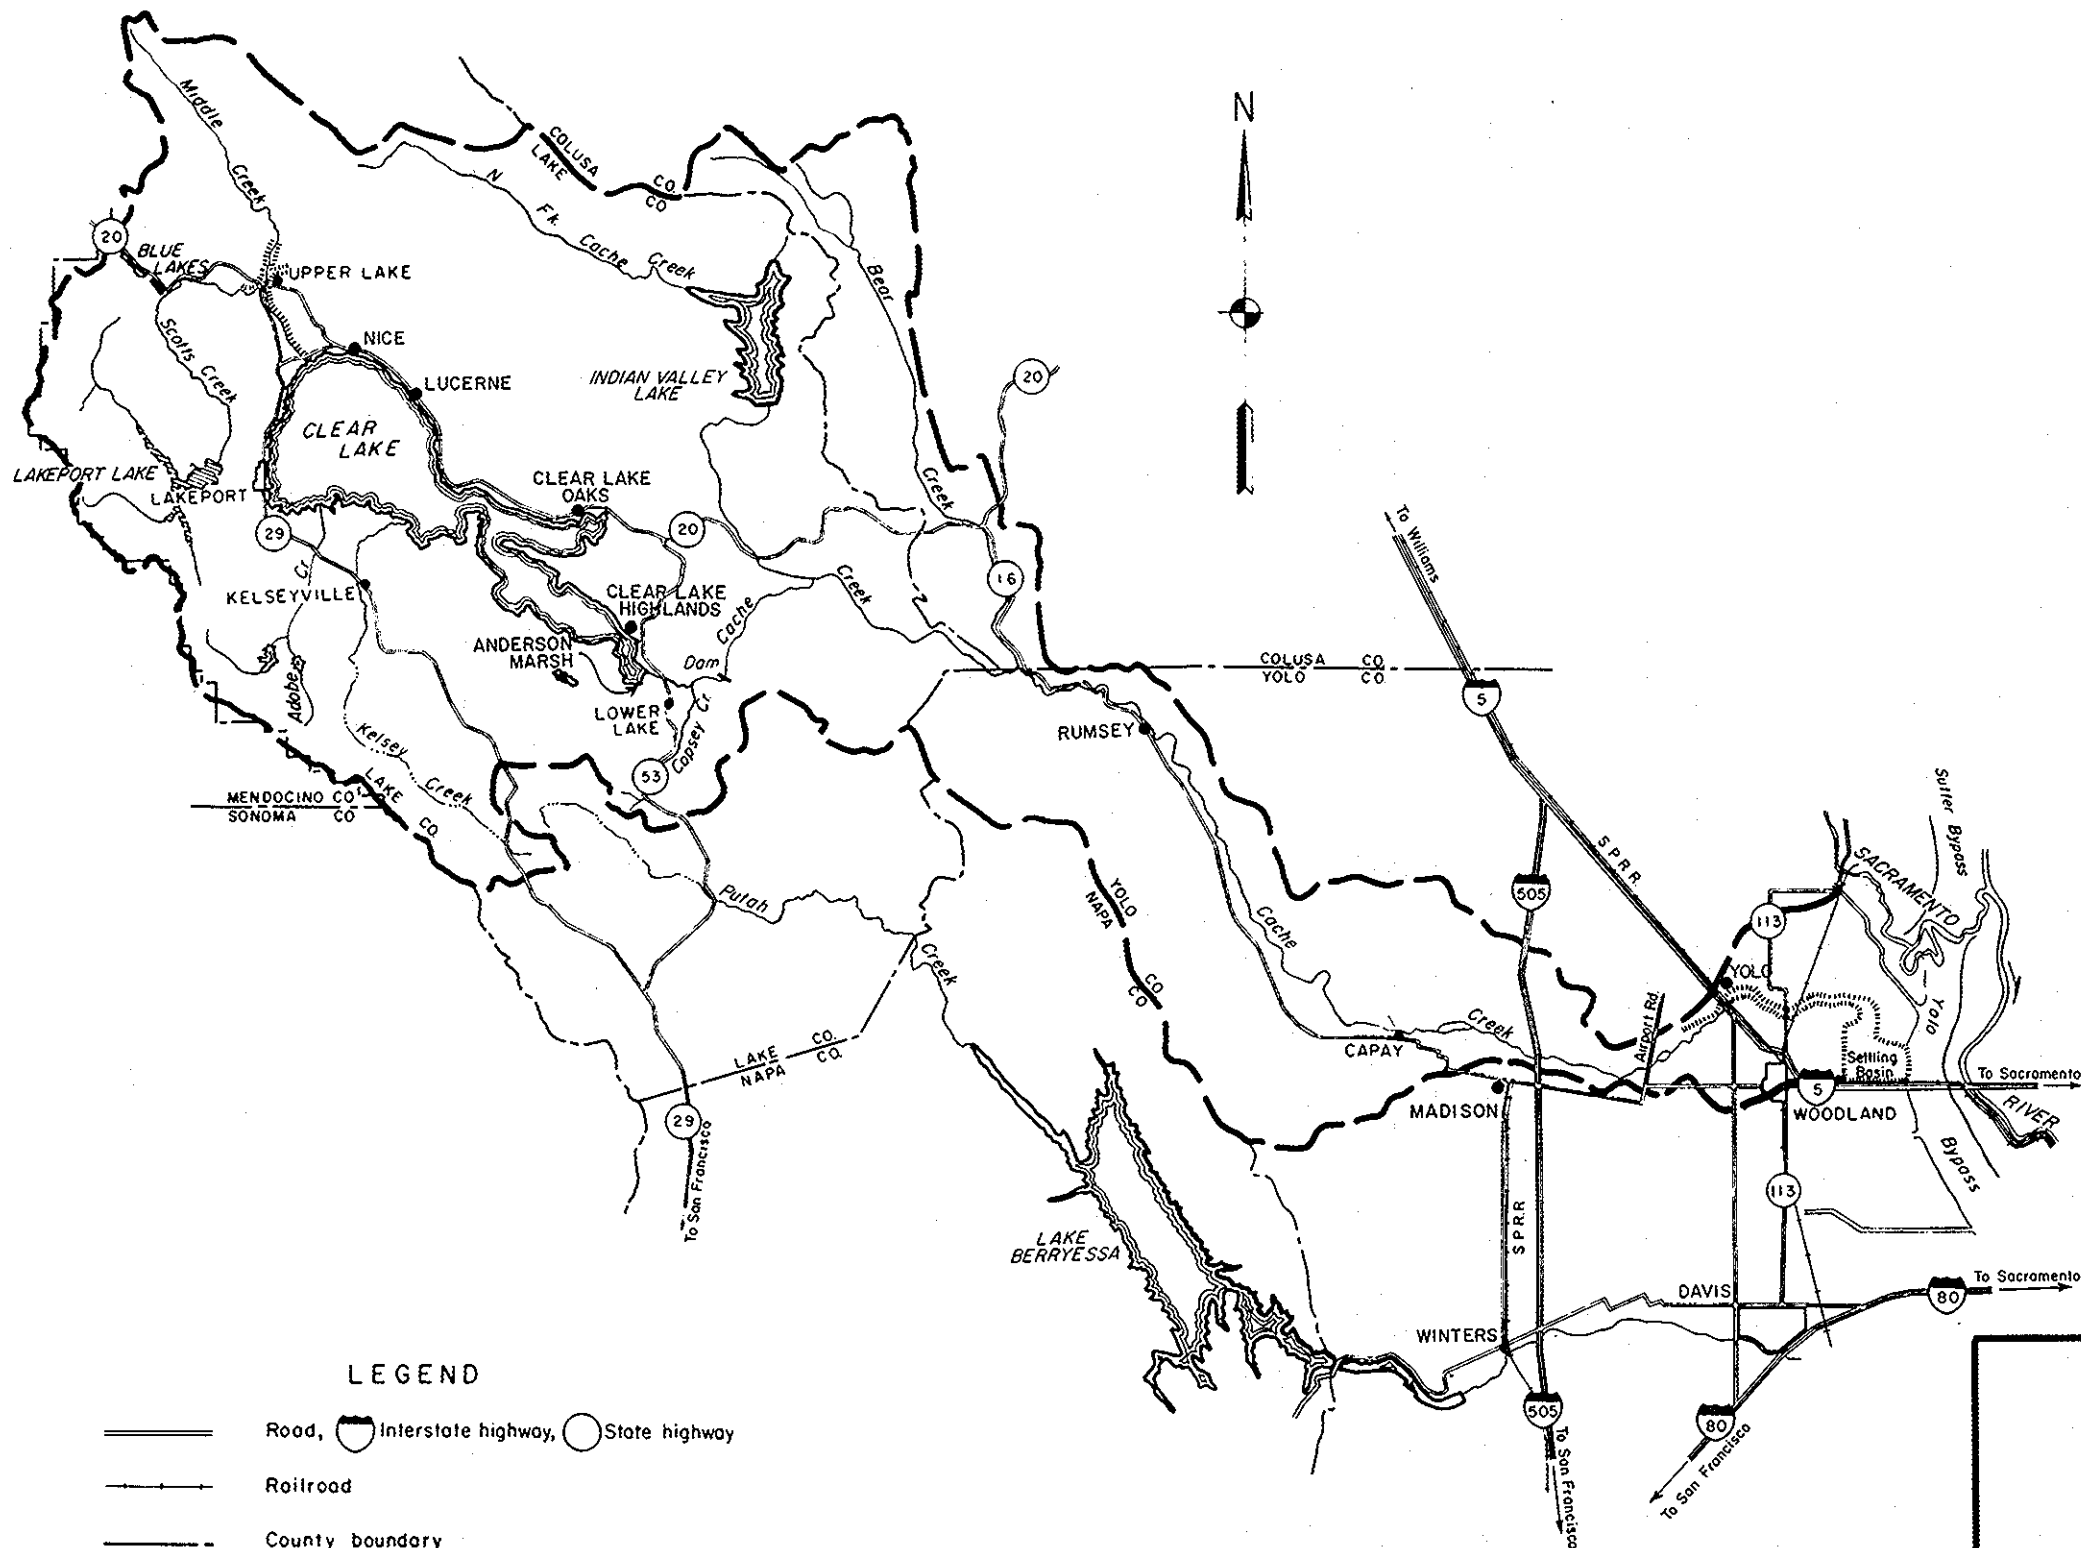 N
Middle
Creek
COLUSA CO.
LAKE CO
N Fk. Cache Creek
20
BLUE
LAKES
UPPER LAKE
Bear
Creek
Scotts Creek
NICE
LUCERNE
INDIAN VALLEY
LAKE
20
CLEAR
LAKE
LAKEPORT LAKE
LAKEPORT
CLEAR LAKE
OAKS
20
29
To Williams
16
Cr.
KELSEYVILLE
CLEAR LAKE
HIGHLANDS
Cache
Creek
ANDERSON
MARSH
Dam
COLUSA CO.
YOLO CO.
Adobe
LOWER
LAKE
Copsey Cr.
5
RUMSEY
Kelsey
Creek
53
LAKE
CO.
MENDOCINO CO
SONOMA CO
Sutter Bypass
S.P.R.R.
SACRAMENTO
505
Putah
Creek
YOLO CO
NAPA CO
Cache
Creek
113
YOLO
Yolo
Airport Rd.
CAPAY
LAKE CO.
NAPA CO.
Settling
Basin
To Sacramento
5
MADISON
WOODLAND
RIVER
29
To San Francisco
Bypass
113
S.P.R.R
LAKE
BERRYESSA
DAVIS
To Sacramento
80
WINTERS
505
To San Francisco
80
To San Francisco
LEGEND
Road, Interstate highway, State highway
Railroad
County boundary